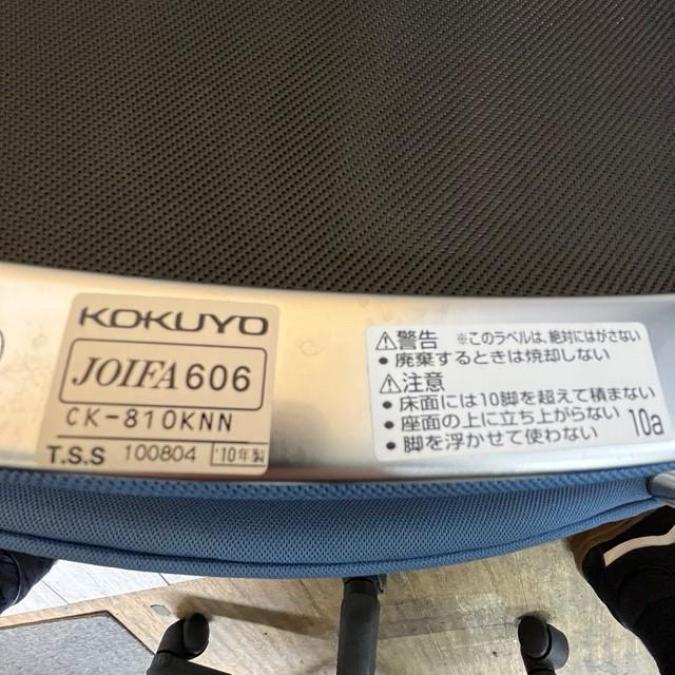 KOKUYO
JOIFA 606
CK-810KNN
T.S.S 100804 '10年製
⚠警告 ※このラベルは、絶対にはがさない
• 廃棄するときは焼却しない
⚠注意
• 床面には10脚を超えて積まない
• 座面の上に立ち上がらない
• 脚を浮かせて使わない
10a